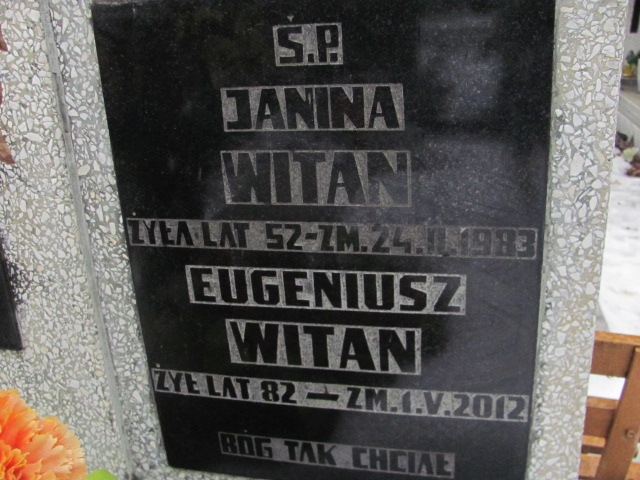 Ś.P.
JANINA
WITAN
ŻYŁA LAT 52-ZM.24.II.1983
EUGENIUSZ
WITAN
ŻYŁ LAT 82 - ZM.1.V.2012
BÓG TAK CHCIAŁ